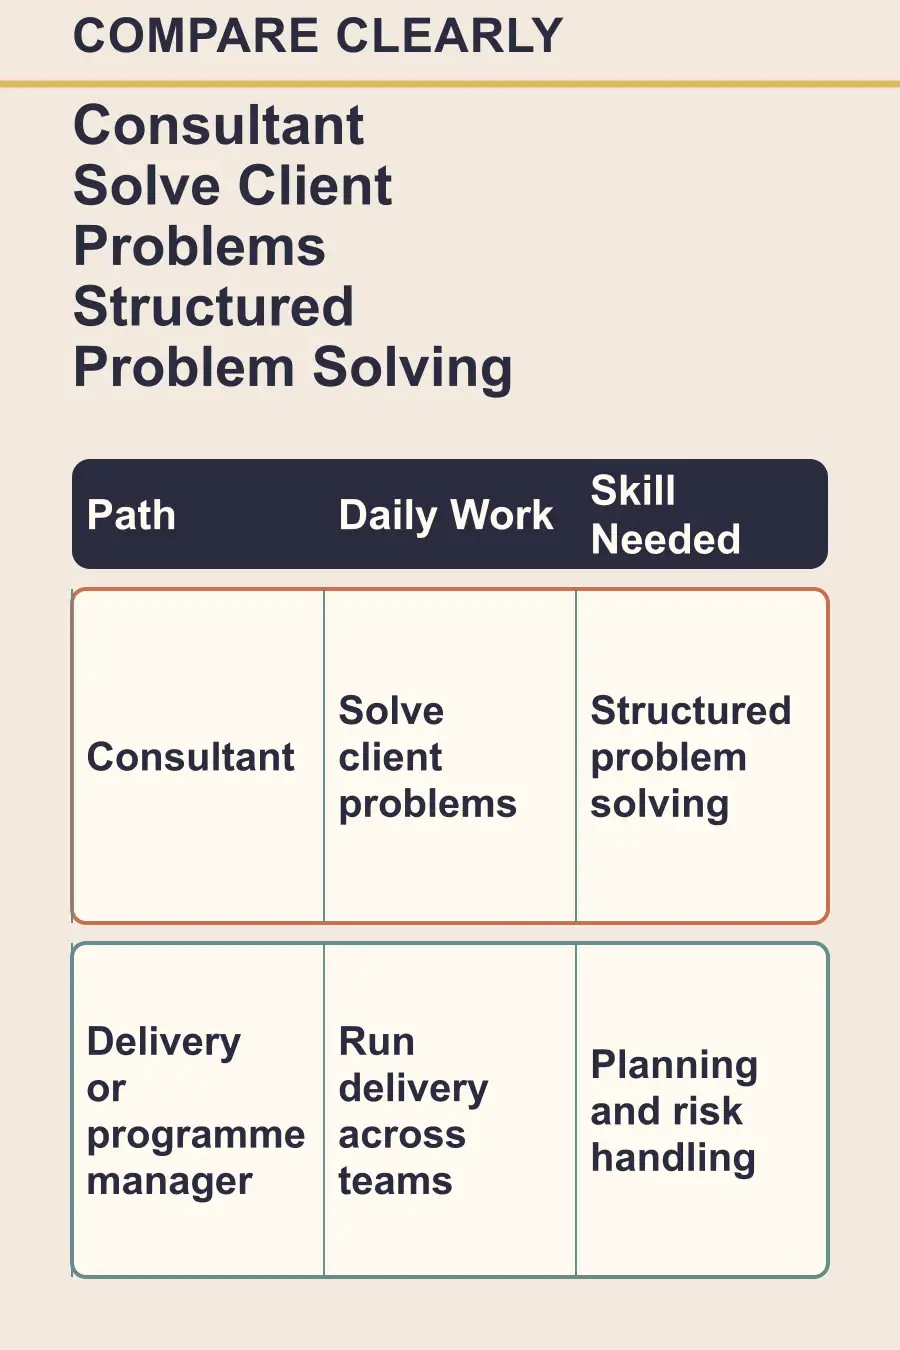 COMPARE CLEARLY
Consultant
Solve Client
Problems
Structured
Problem Solving
Path
Daily Work
Skill
Needed
Consultant
Solve
client
problems
Structured
problem
solving
Delivery
or
programme
manager
Run
delivery
across
teams
Planning
and risk
handling